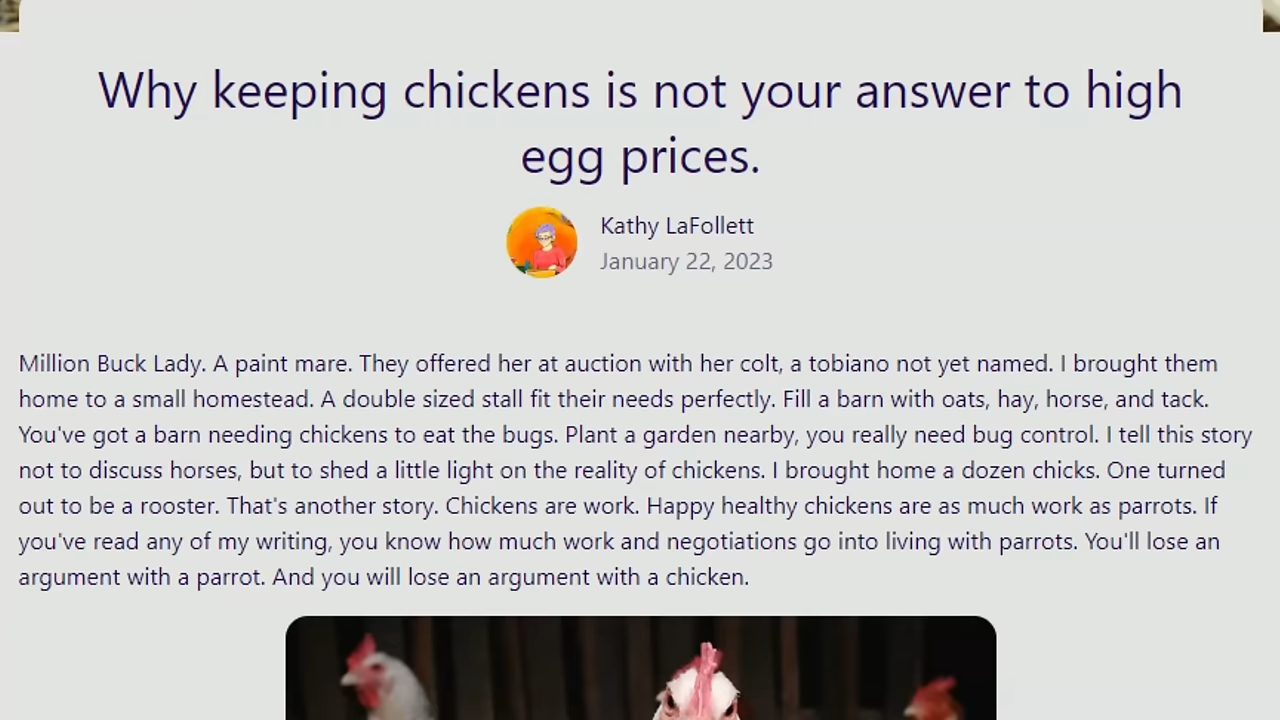 Why keeping chickens is not your answer to high
egg prices.
Kathy LaFollett
January 22, 2023
Million Buck Lady. A paint mare. They offered her at auction with her colt, a tobiano not yet named. I brought them
home to a small homestead. A double sized stall fit their needs perfectly. Fill a barn with oats, hay, horse, and tack.
You've got a barn needing chickens to eat the bugs. Plant a garden nearby, you really need bug control. I tell this story
not to discuss horses, but to shed a little light on the reality of chickens. I brought home a dozen chicks. One turned
out to be a rooster. That's another story. Chickens are work. Happy healthy chickens are as much work as parrots. If
you've read any of my writing, you know how much work and negotiations go into living with parrots. You'll lose an
argument with a parrot. And you will lose an argument with a chicken.